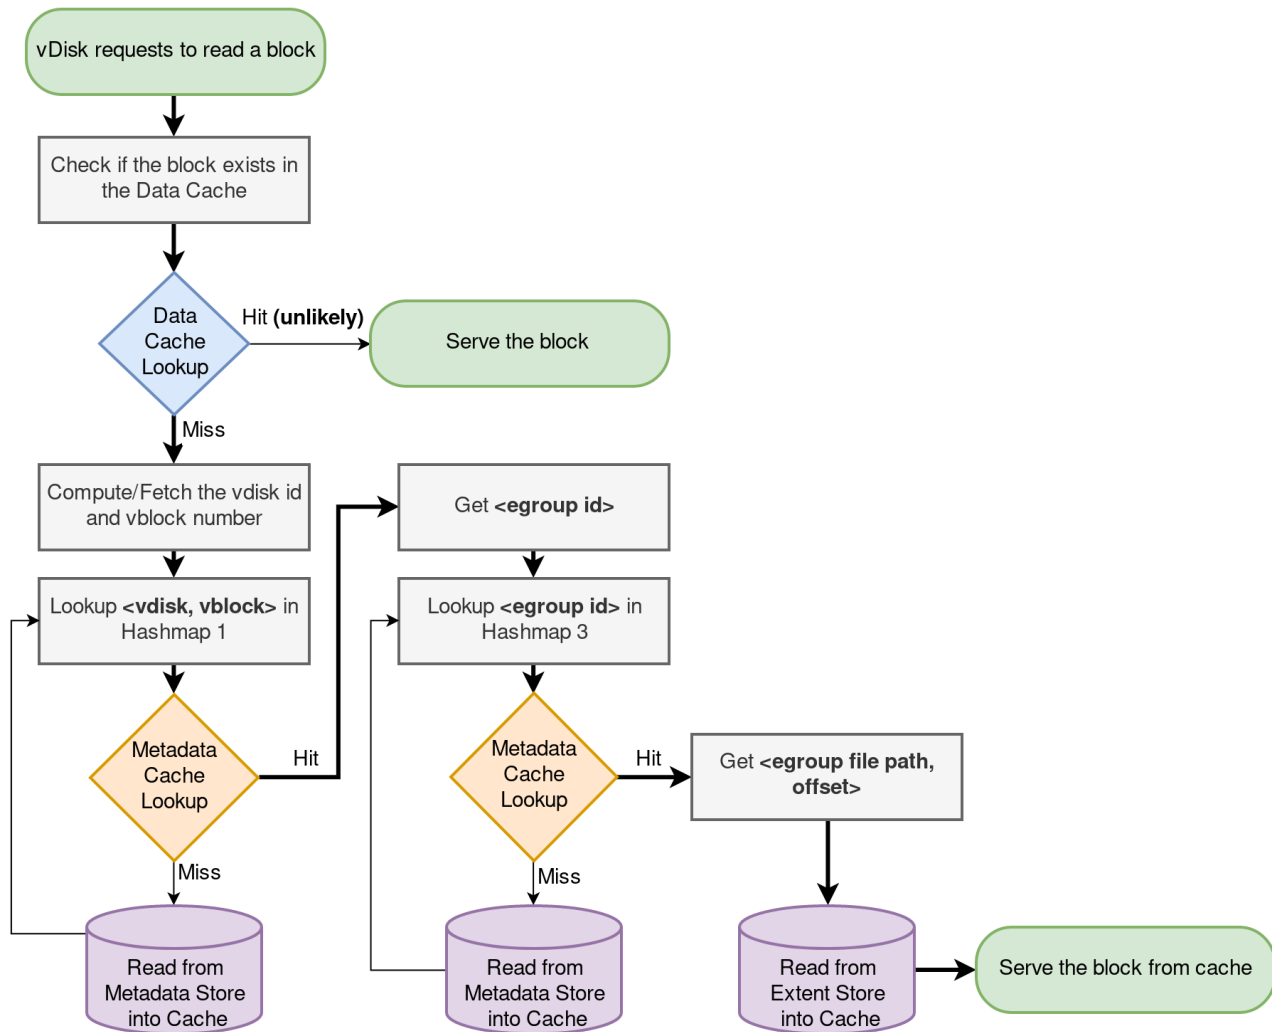 vDisk requests to read a block
Check if the block exists in
the Data Cache
Data
Cache
Lookup
Hit (unlikely)
Serve the block
Miss
Compute/Fetch the vdisk id
and vblock number
Lookup <vdisk, vblock> in
Hashmap 1
Metadata
Cache
Lookup
Hit
Miss
Read from
Metadata Store
into Cache
Get <egroup id>
Lookup <egroup id> in
Hashmap 3
Metadata
Cache
Lookup
Hit
Miss
Read from
Metadata Store
into Cache
Get <egroup file path,
offset>
Read from
Extent Store
into Cache
Serve the block from cache